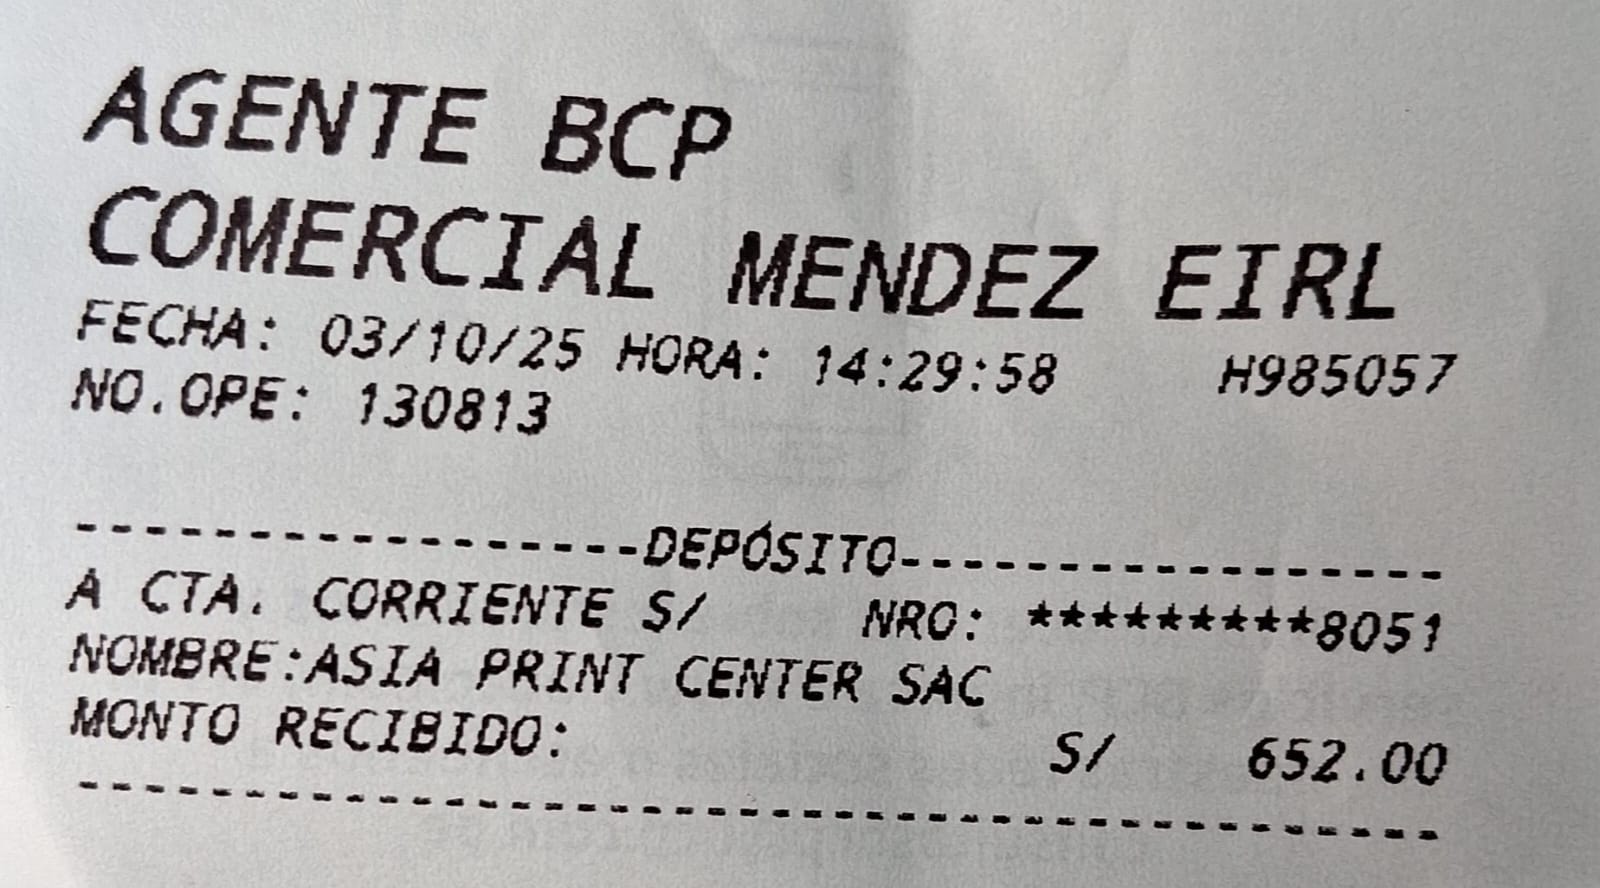 AGENTE BCP
COMERCIAL MENDEZ EIRL
FECHA: 03/10/25 HORA: 14:29:58 H985057
NO.OPE: 130813
------------------DEPÓSITO------------------
A CTA. CORRIENTE S/ NRO: *********8051
NOMBRE:ASIA PRINT CENTER SAC
MONTO RECIBIDO: S/ 652.00
--------------------------------------------